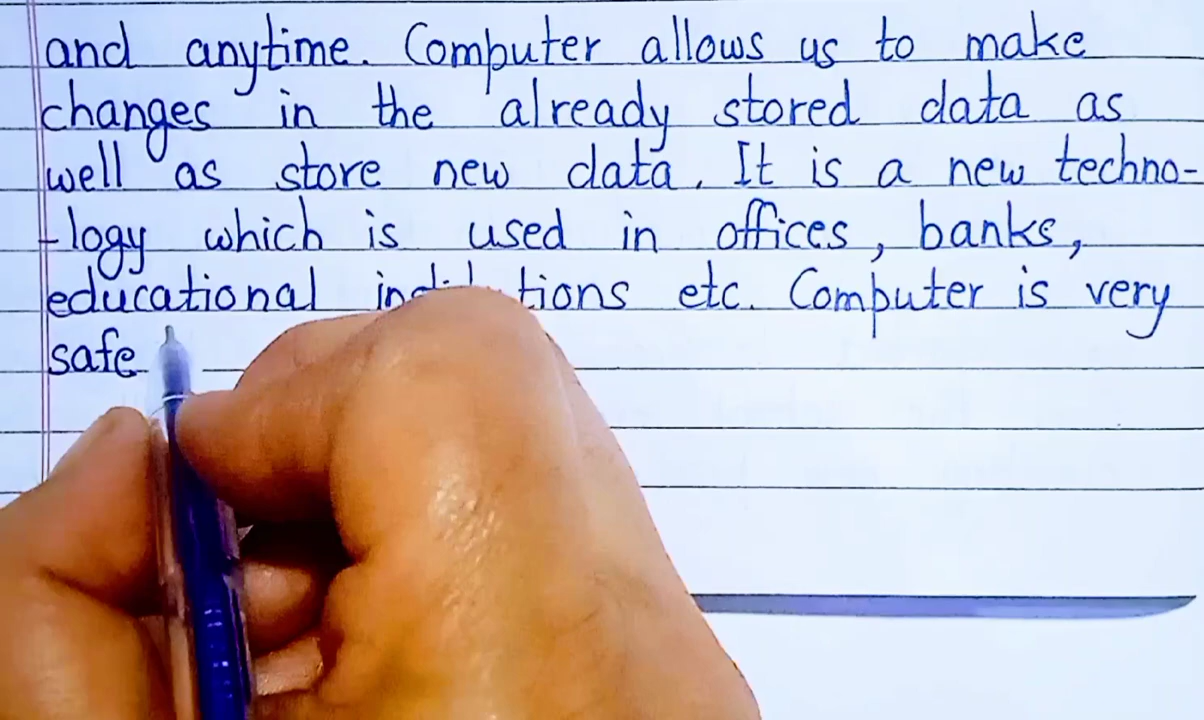 and anytime. Computer allows us to make
changes in the already stored data as
well as store new data. It is a new techno-
-logy which is used in offices, banks,
educational etc. Computer is very
safe